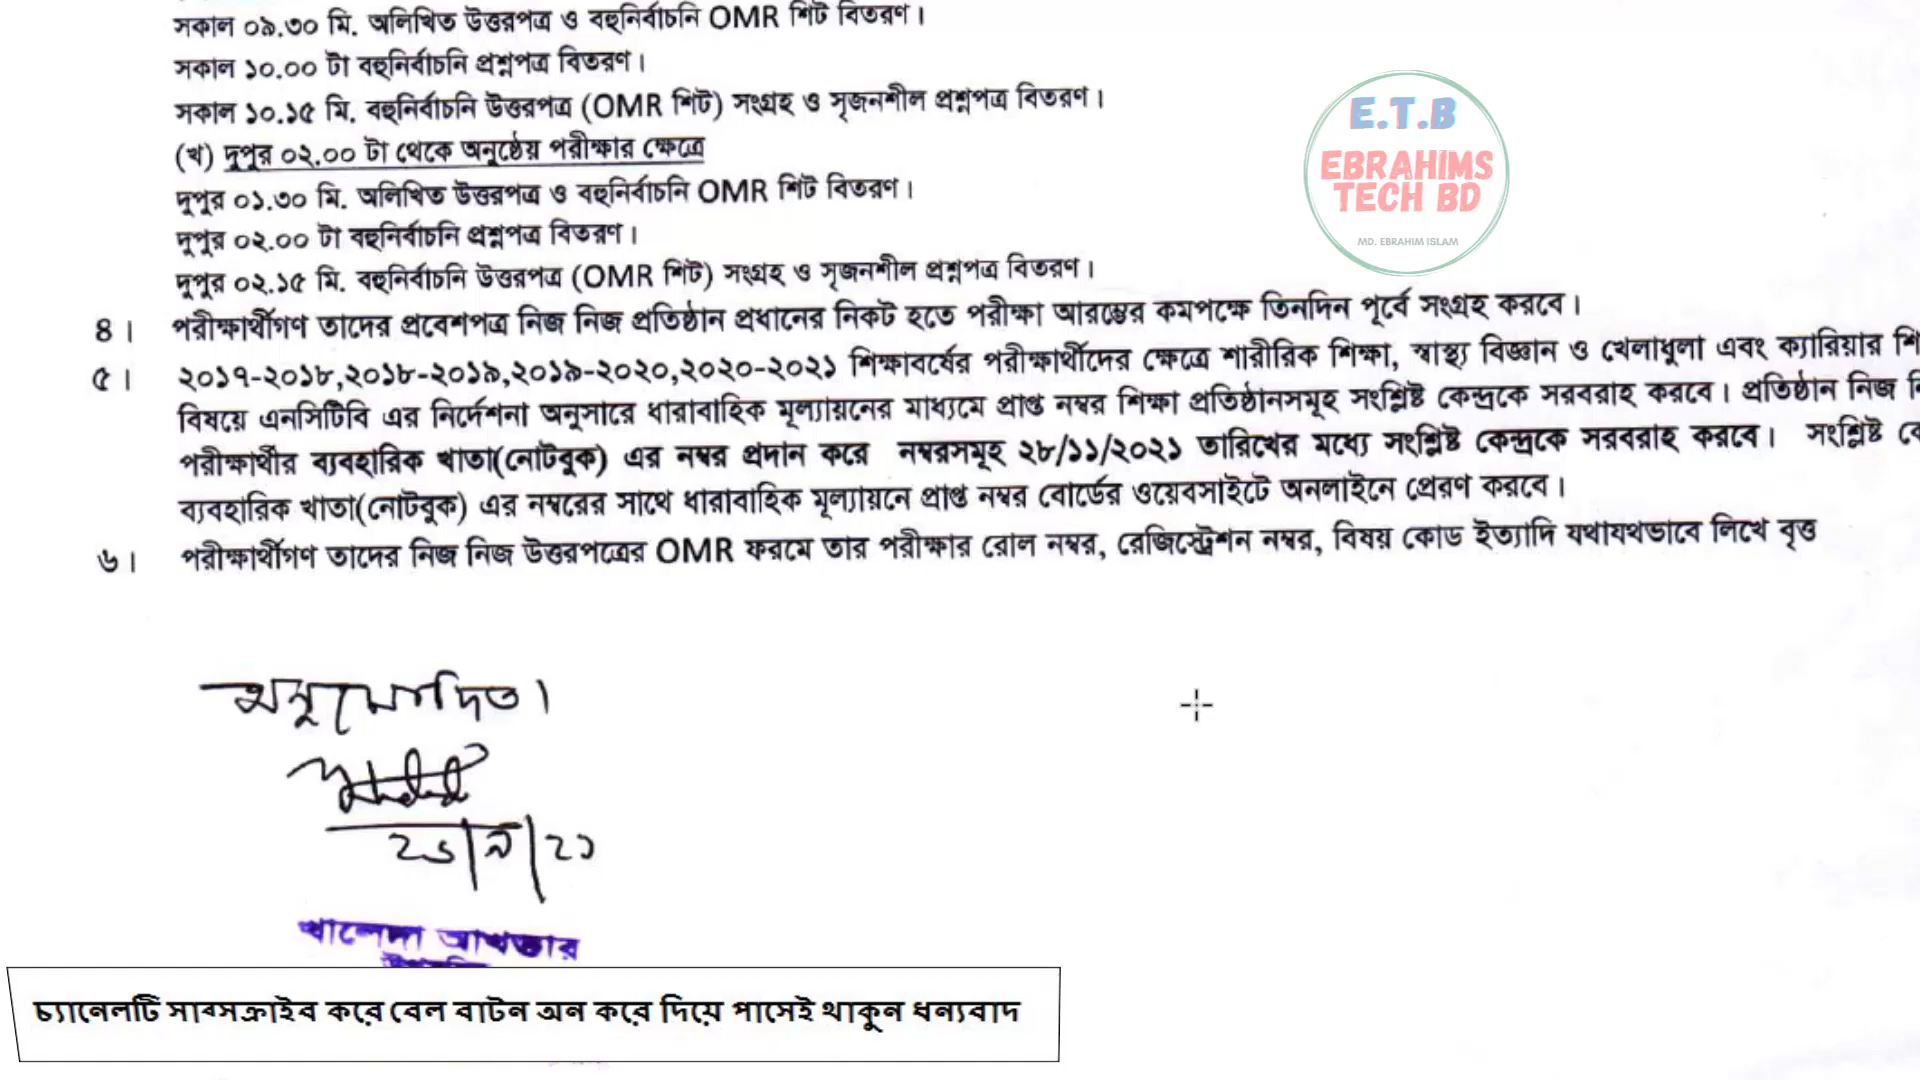 সকাল ০৯.৩০ মি. অলিখিত উত্তরপত্র ও বহুনির্বাচনি OMR শিট বিতরণ।
সকাল ১০.০০ টা বহুনির্বাচনি প্রশ্নপত্র বিতরণ।
সকাল ১০.১৫ মি. বহুনির্বাচনি উত্তরপত্র (OMR শিট) সংগ্রহ ও সৃজনশীল প্রশ্নপত্র বিতরণ।
(খ) দুপুর ০২.০০ টা থেকে অনুষ্ঠেয় পরীক্ষার ক্ষেত্রে
দুপুর ০১.৩০ মি. অলিখিত উত্তরপত্র ও বহুনির্বাচনি OMR শিট বিতরণ।
দুপুর ০২.০০ টা বহুনির্বাচনি প্রশ্নপত্র বিতরণ।
দুপুর ০২.১৫ মি. বহুনির্বাচনি উত্তরপত্র (OMR শিট) সংগ্রহ ও সৃজনশীল প্রশ্নপত্র বিতরণ।
E.T.B
EBRAHIMS
TECH BD
MD. EBRAHIM ISLAM
৪। পরীক্ষার্থীগণ তাদের প্রবেশপত্র নিজ নিজ প্রতিষ্ঠান প্রধানের নিকট হতে পরীক্ষা আরম্ভের কমপক্ষে তিনদিন পূর্বে সংগ্রহ করবে।
৫। ২০১৭-২০১৮,২০১৮-২০১৯,২০১৯-২০২০,২০২০-২০২১ শিক্ষাবর্ষের পরীক্ষার্থীদের ক্ষেত্রে শারীরিক শিক্ষা, স্বাস্থ্য বিজ্ঞান ও খেলাধুলা এবং ক্যারিয়ার
বিষয়ে এনসিটিবি এর নির্দেশনা অনুসারে ধারাবাহিক মূল্যায়নের মাধ্যমে প্রাপ্ত নম্বর শিক্ষা প্রতিষ্ঠানসমূহ সংশ্লিষ্ট কেন্দ্রকে সরবরাহ করবে। প্রতিষ্ঠান নিজ
পরীক্ষার্থীর ব্যবহারিক খাতা(নোটবুক) এর নম্বর প্রদান করে নম্বরসমূহ ২৮/১১/২০২১ তারিখের মধ্যে সংশ্লিষ্ট কেন্দ্রকে সরবরাহ করবে। সংশ্লিষ্ট
ব্যবহারিক খাতা(নোটবুক) এর নম্বরের সাথে ধারাবাহিক মূল্যায়নে প্রাপ্ত নম্বর বোর্ডের ওয়েবসাইটে অনলাইনে প্রেরণ করবে।
৬। পরীক্ষার্থীগণ তাদের নিজ নিজ উত্তরপত্রের OMR ফরমে তার পরীক্ষার রোল নম্বর, রেজিস্ট্রেশন নম্বর, বিষয় কোড ইত্যাদি যথাযথভাবে লিখে বৃত্ত
অনুমোদিত।
খালেদা আখতার
চ্যানেলটি সাবসক্রাইব করে বেল বাটন অন করে দিয়ে পাসেই থাকুন ধন্যবাদ